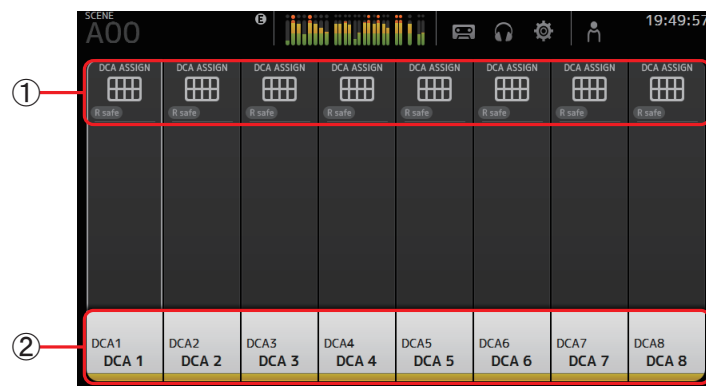 SCENE
A00
E
19:49:57
①
DCA ASSIGN DCA ASSIGN DCA ASSIGN DCA ASSIGN DCA ASSIGN DCA ASSIGN DCA ASSIGN DCA ASSIGN
R safe R safe R safe R safe R safe R safe R safe R safe
②
DCA1 DCA2 DCA3 DCA4 DCA5 DCA6 DCA7 DCA8
DCA 1 DCA 2 DCA 3 DCA 4 DCA 5 DCA 6 DCA 7 DCA 8